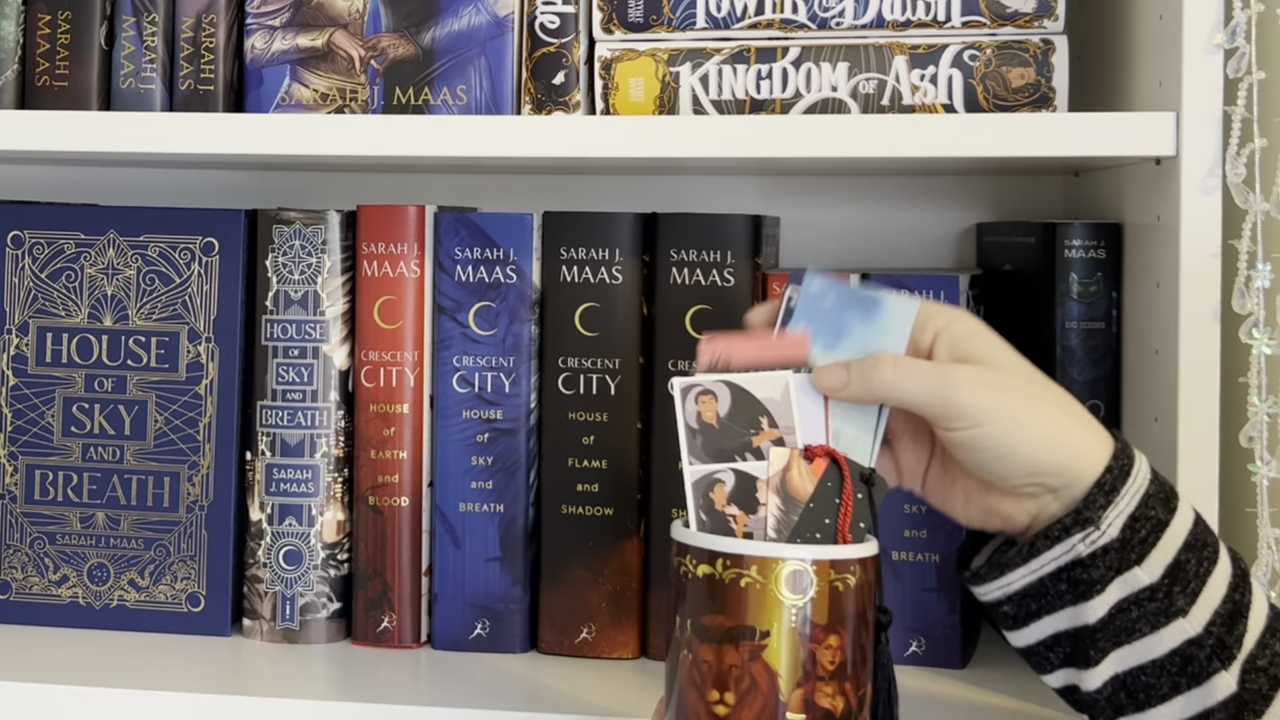 SARAH J.
MAAS
SARAH J.
MAAS
SARAH J.
MAAS
SARAH J. MAAS
TOWER of Dawn
KINGDOM OF Ash
HOUSE
OF
SKY
AND
BREATH
SARAH J. MAAS
HOUSE
OF
SKY
AND
BREATH
SARAH
J. MAAS
SARAH J.
MAAS
CRESCENT
CITY
HOUSE
of
EARTH
and
BLOOD
SARAH J.
MAAS
CRESCENT
CITY
HOUSE
of
SKY
and
BREATH
SARAH J.
MAAS
CRESCENT
CITY
HOUSE
of
FLAME
and
SHADOW
SARAH J.
MAAS
SKY
and
BREATH
SARAH J.
MAAS
DC ICONS